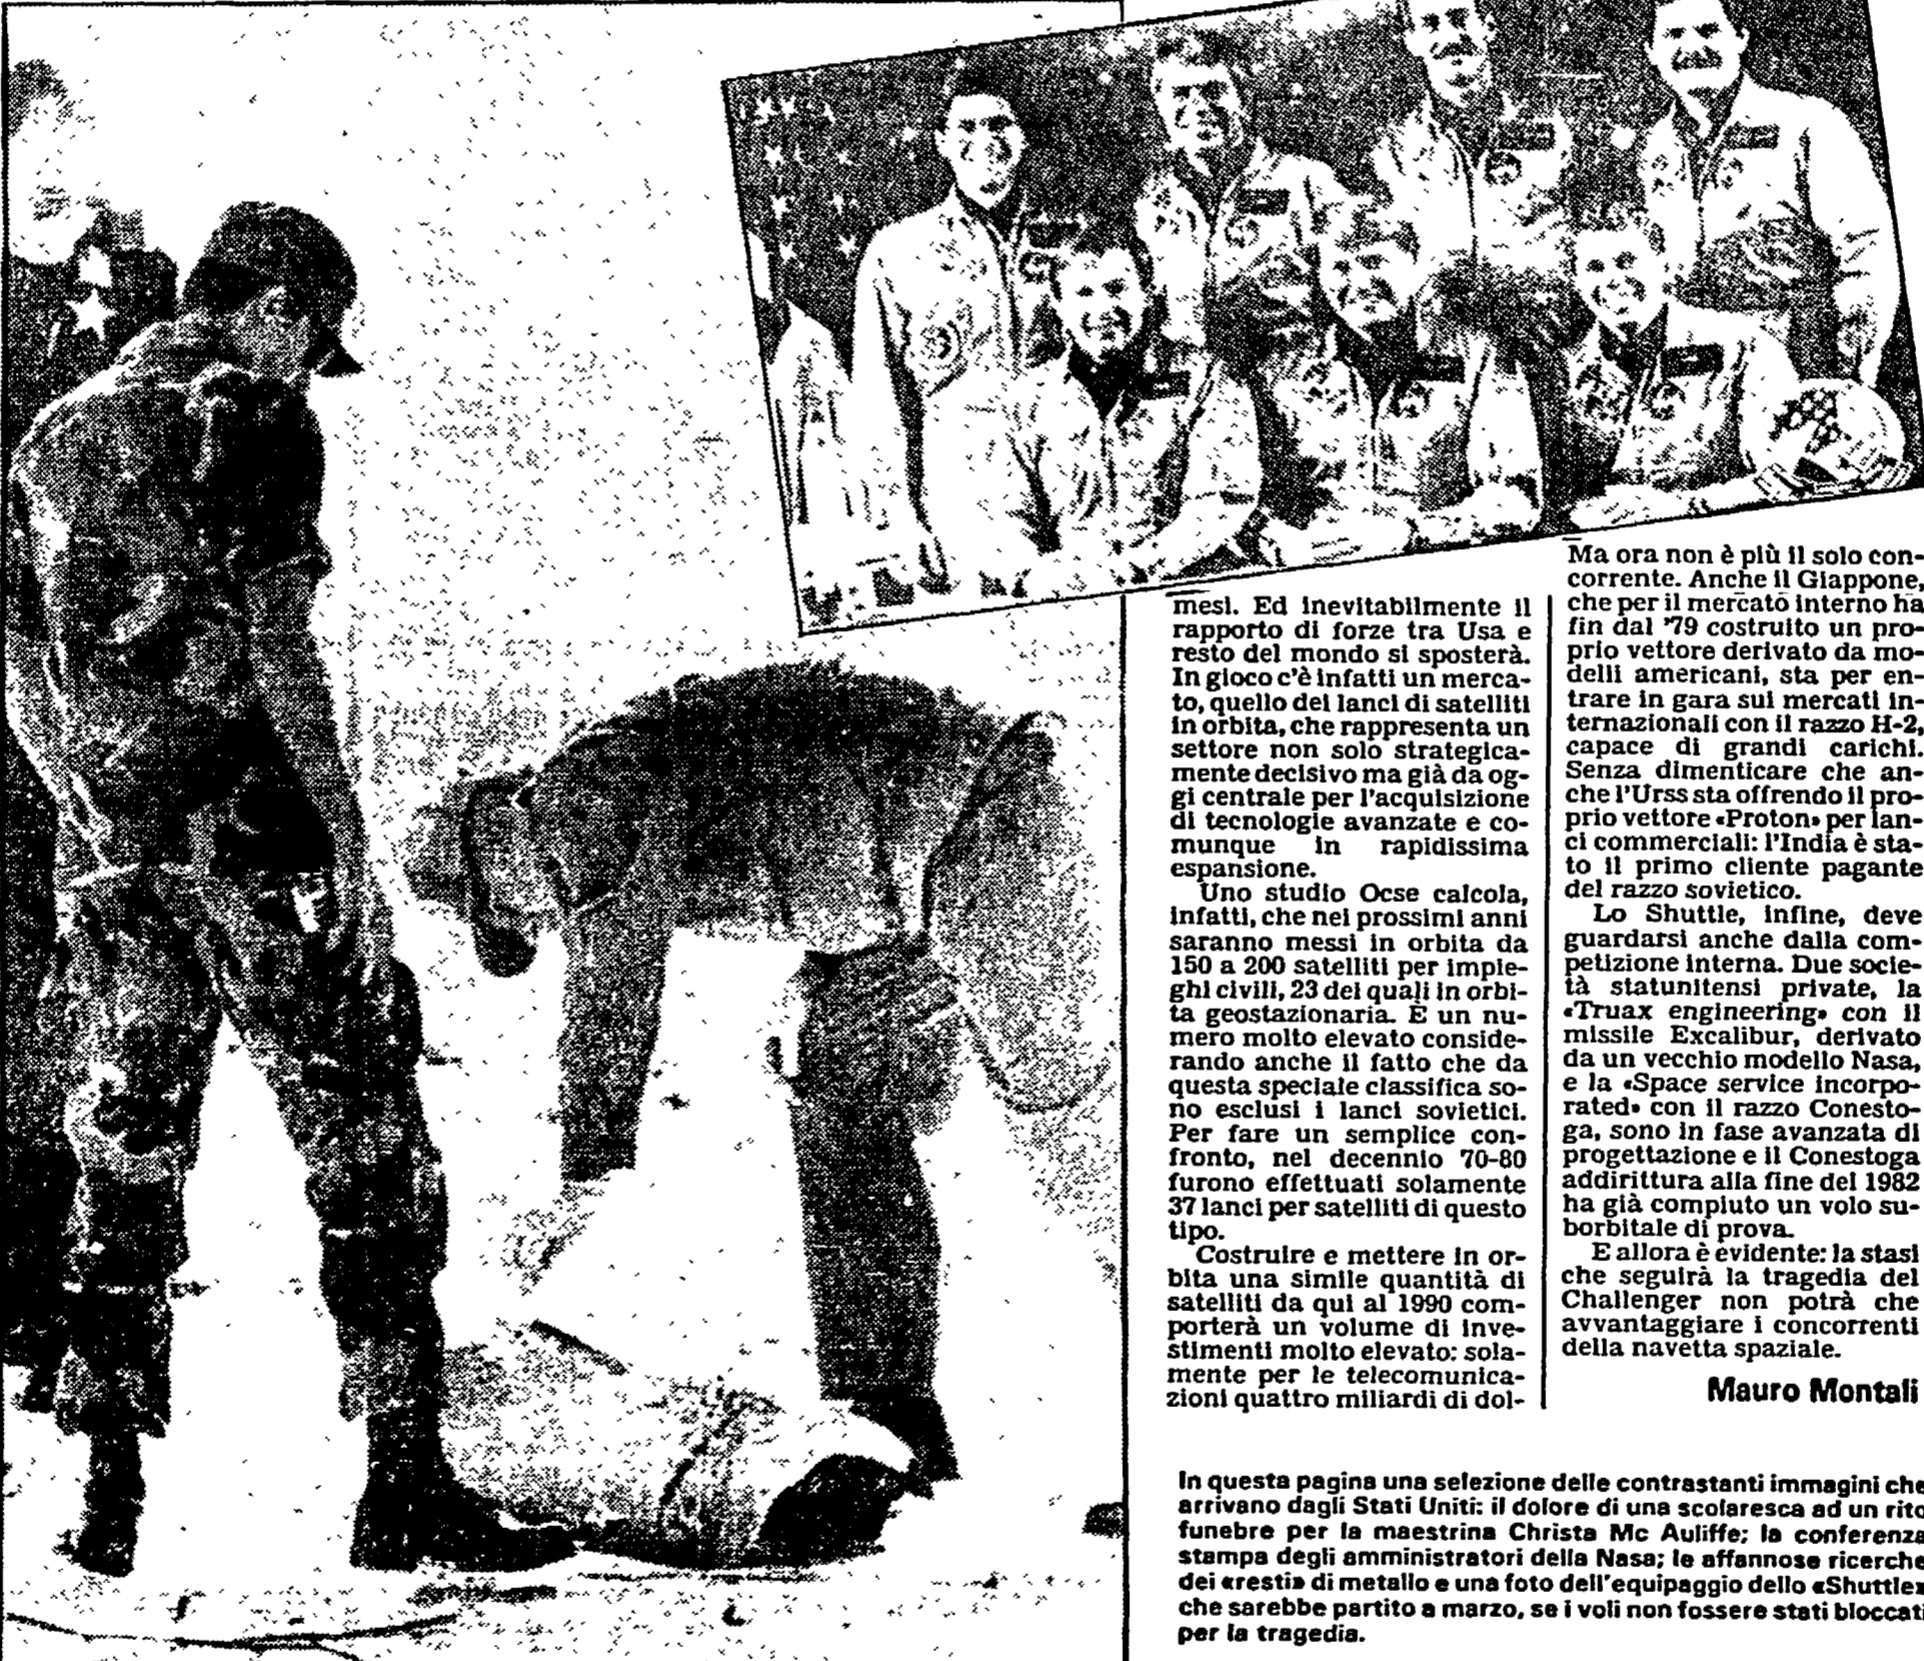 mesi. Ed inevitabilmente il
rapporto di forze tra Usa e
resto del mondo si sposterà.
In gioco c'è infatti un merca-
to, quello dei lanci di satelliti
in orbita, che rappresenta un
settore non solo strategica-
mente decisivo ma già da og-
gi centrale per l'acquisizione
di tecnologie avanzate e co-
munque in rapidissima
espansione.
Uno studio Ocse calcola,
infatti, che nei prossimi anni
saranno messi in orbita da
150 a 200 satelliti per impie-
ghi civili, 23 dei quali in orbi-
ta geostazionaria. È un nu-
mero molto elevato conside-
rando anche il fatto che da
questa speciale classifica so-
no esclusi i lanci sovietici.
Per fare un semplice con-
fronto, nel decennio 70-80
furono effettuati solamente
37 lanci per satelliti di questo
tipo.
Costruire e mettere in or-
bita una simile quantità di
satelliti da qui al 1990 com-
porterà un volume di inve-
stimenti molto elevato: sola-
mente per le telecomunica-
zioni quattro miliardi di dol-
Ma ora non è più il solo con-
corrente. Anche il Giappone,
che per il mercato interno ha
fin dal '79 costruito un pro-
prio vettore derivato da mo-
delli americani, sta per en-
trare in gara sui mercati in-
ternazionali con il razzo H-2,
capace di grandi carichi.
Senza dimenticare che an-
che l'Urss sta offrendo il pro-
prio vettore «Proton» per lan-
ci commerciali: l'India è sta-
to il primo cliente pagante
del razzo sovietico.
Lo Shuttle, infine, deve
guardarsi anche dalla com-
petizione interna. Due socie-
tà statunitensi private, la
«Truax engineering» con il
missile Excalibur, derivato
da un vecchio modello Nasa,
e la «Space service incorpo-
rated» con il razzo Conesto-
ga, sono in fase avanzata di
progettazione e il Conestoga
addirittura alla fine del 1982
ha già compiuto un volo su-
borbitale di prova.
E allora è evidente: la stasi
che seguirà la tragedia del
Challenger non potrà che
avvantaggiare i concorrenti
della navetta spaziale.
Mauro Montali
In questa pagina una selezione delle contrastanti immagini che
arrivano dagli Stati Uniti: il dolore di una scolaresca ad un rito
funebre per la maestrina Christa Mc Auliffe; la conferenza
stampa degli amministratori della Nasa; le affannose ricerche
dei «resti» di metallo e una foto dell'equipaggio dello «Shuttle»
che sarebbe partito a marzo, se i voli non fossero stati bloccati
per la tragedia.